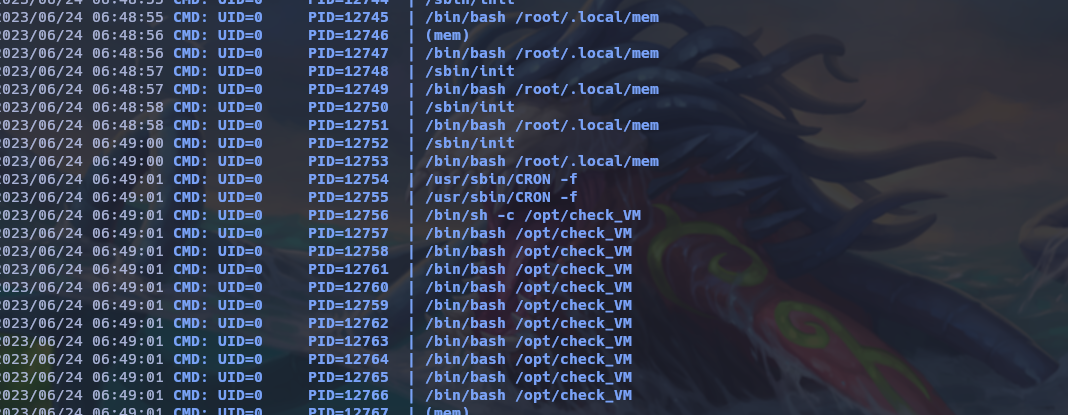 023/06/24 06:48:55 CMD: UID=0     PID=12744  | /sbin/init
023/06/24 06:48:55 CMD: UID=0     PID=12745  | /bin/bash /root/.local/mem
023/06/24 06:48:56 CMD: UID=0     PID=12746  | (mem)
023/06/24 06:48:56 CMD: UID=0     PID=12747  | /bin/bash /root/.local/mem
023/06/24 06:48:57 CMD: UID=0     PID=12748  | /sbin/init
023/06/24 06:48:57 CMD: UID=0     PID=12749  | /bin/bash /root/.local/mem
023/06/24 06:48:58 CMD: UID=0     PID=12750  | /sbin/init
023/06/24 06:48:58 CMD: UID=0     PID=12751  | /bin/bash /root/.local/mem
023/06/24 06:49:00 CMD: UID=0     PID=12752  | /sbin/init
023/06/24 06:49:00 CMD: UID=0     PID=12753  | /bin/bash /root/.local/mem
023/06/24 06:49:01 CMD: UID=0     PID=12754  | /usr/sbin/CRON -f
023/06/24 06:49:01 CMD: UID=0     PID=12755  | /usr/sbin/CRON -f
023/06/24 06:49:01 CMD: UID=0     PID=12756  | /bin/sh -c /opt/check_VM
023/06/24 06:49:01 CMD: UID=0     PID=12757  | /bin/bash /opt/check_VM
023/06/24 06:49:01 CMD: UID=0     PID=12758  | /bin/bash /opt/check_VM
023/06/24 06:49:01 CMD: UID=0     PID=12761  | /bin/bash /opt/check_VM
023/06/24 06:49:01 CMD: UID=0     PID=12760  | /bin/bash /opt/check_VM
023/06/24 06:49:01 CMD: UID=0     PID=12759  | /bin/bash /opt/check_VM
023/06/24 06:49:01 CMD: UID=0     PID=12762  | /bin/bash /opt/check_VM
023/06/24 06:49:01 CMD: UID=0     PID=12763  | /bin/bash /opt/check_VM
023/06/24 06:49:01 CMD: UID=0     PID=12764  | /bin/bash /opt/check_VM
023/06/24 06:49:01 CMD: UID=0     PID=12765  | /bin/bash /opt/check_VM
023/06/24 06:49:01 CMD: UID=0     PID=12766  | /bin/bash /opt/check_VM
023/06/24 06:49:01 CMD: UID=0     PID=12767  | (mem)